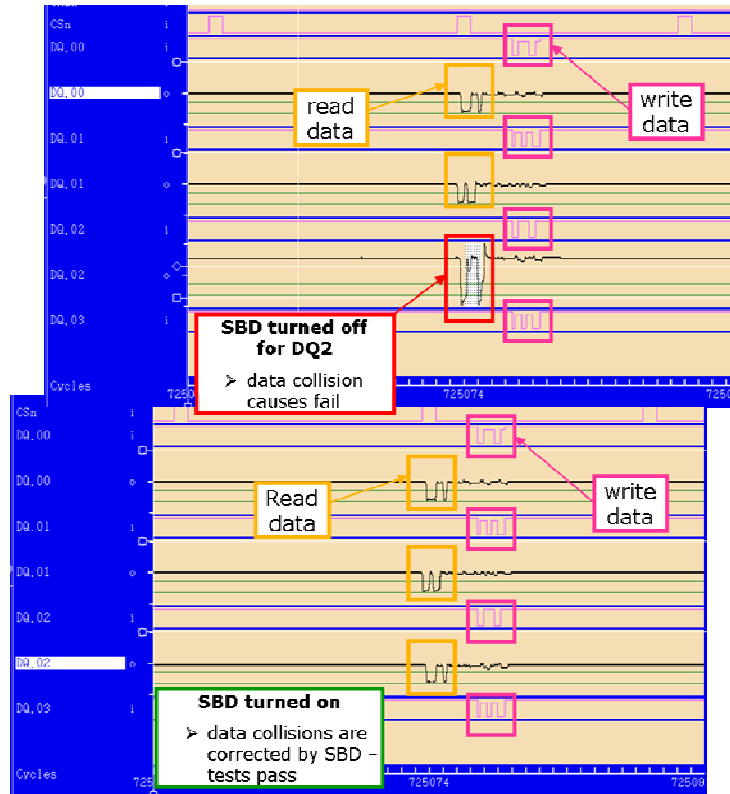 CSn i
DQ.00 i
DQ.00 o
DQ.01 i
DQ.01 o
DQ.02 i
DQ.02 o
DQ.03 i
read
data
write
data
SBD turned off
for DQ2
➢ data collision
causes fail
Cycles 725074
CSn i
DQ.00 i
DQ.00 o
DQ.01 i
DQ.01 o
DQ.02 i
DQ.02 o
DQ.03 i
Read
data
write
data
SBD turned on
➢ data collisions are
corrected by SBD –
tests pass
Cycles 725 725074 72509